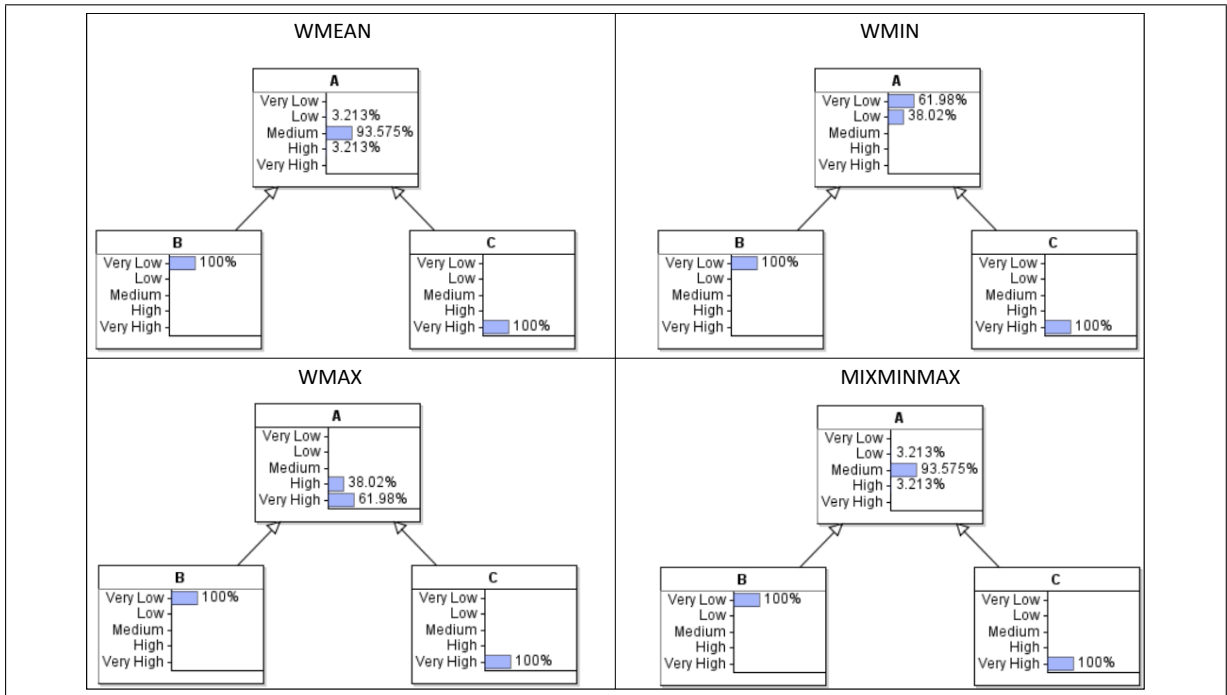 WMEAN
A
Very Low
Low 3.213%
Medium 93.575%
High 3.213%
Very High
B
Very Low 100%
Low
Medium
High
Very High
C
Very Low
Low
Medium
High
Very High 100%
WMIN
A
Very Low 61.98%
Low 38.02%
Medium
High
Very High
B
Very Low 100%
Low
Medium
High
Very High
C
Very Low
Low
Medium
High
Very High 100%
WMAX
A
Very Low
Low
Medium
High 38.02%
Very High 61.98%
B
Very Low 100%
Low
Medium
High
Very High
C
Very Low
Low
Medium
High
Very High 100%
MIXMINMAX
A
Very Low
Low 3.213%
Medium 93.575%
High 3.213%
Very High
B
Very Low 100%
Low
Medium
High
Very High
C
Very Low
Low
Medium
High
Very High 100%